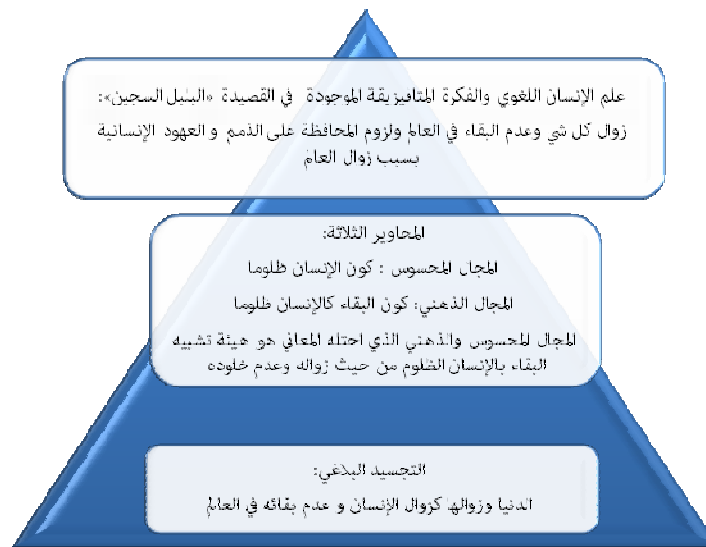 علم الإنسان اللغوي والفكرة المتافيزيقة الموجودة في القصيدة «البلبل السجين»:
زوال كل شي وعدم البقاء في العالم ولزوم المحافظة على الذمم و العهود الإنسانية
بسبب زوال العالم
المحاوير الثلاثة:
المجال المحسوس : كون الإنسان ظلوما
المجال الذهني: كون البقاء كالإنسان ظلوما
المجال المحسوس والذهني الذي احتله المعاني هو هيئة تشبيه
البقاء بالإنسان الظلوم من حيث زواله وعدم خلوده
التجسيد البلاغي:
الدنيا وزوالها كزوال الإنسان و عدم بقائه في العالم